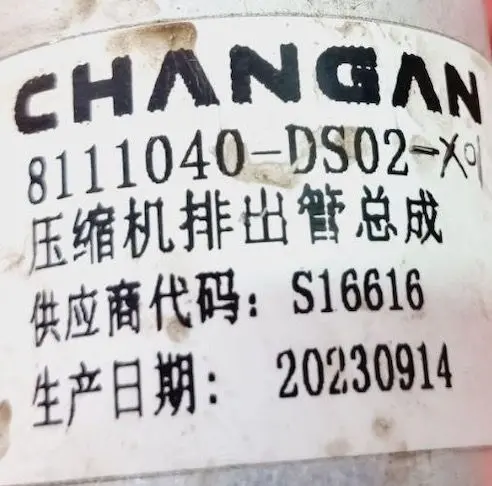 CHANGAN
8111040-DS02-X01
压缩机排出管总成
供应商代码：S16616
生产日期：20230914